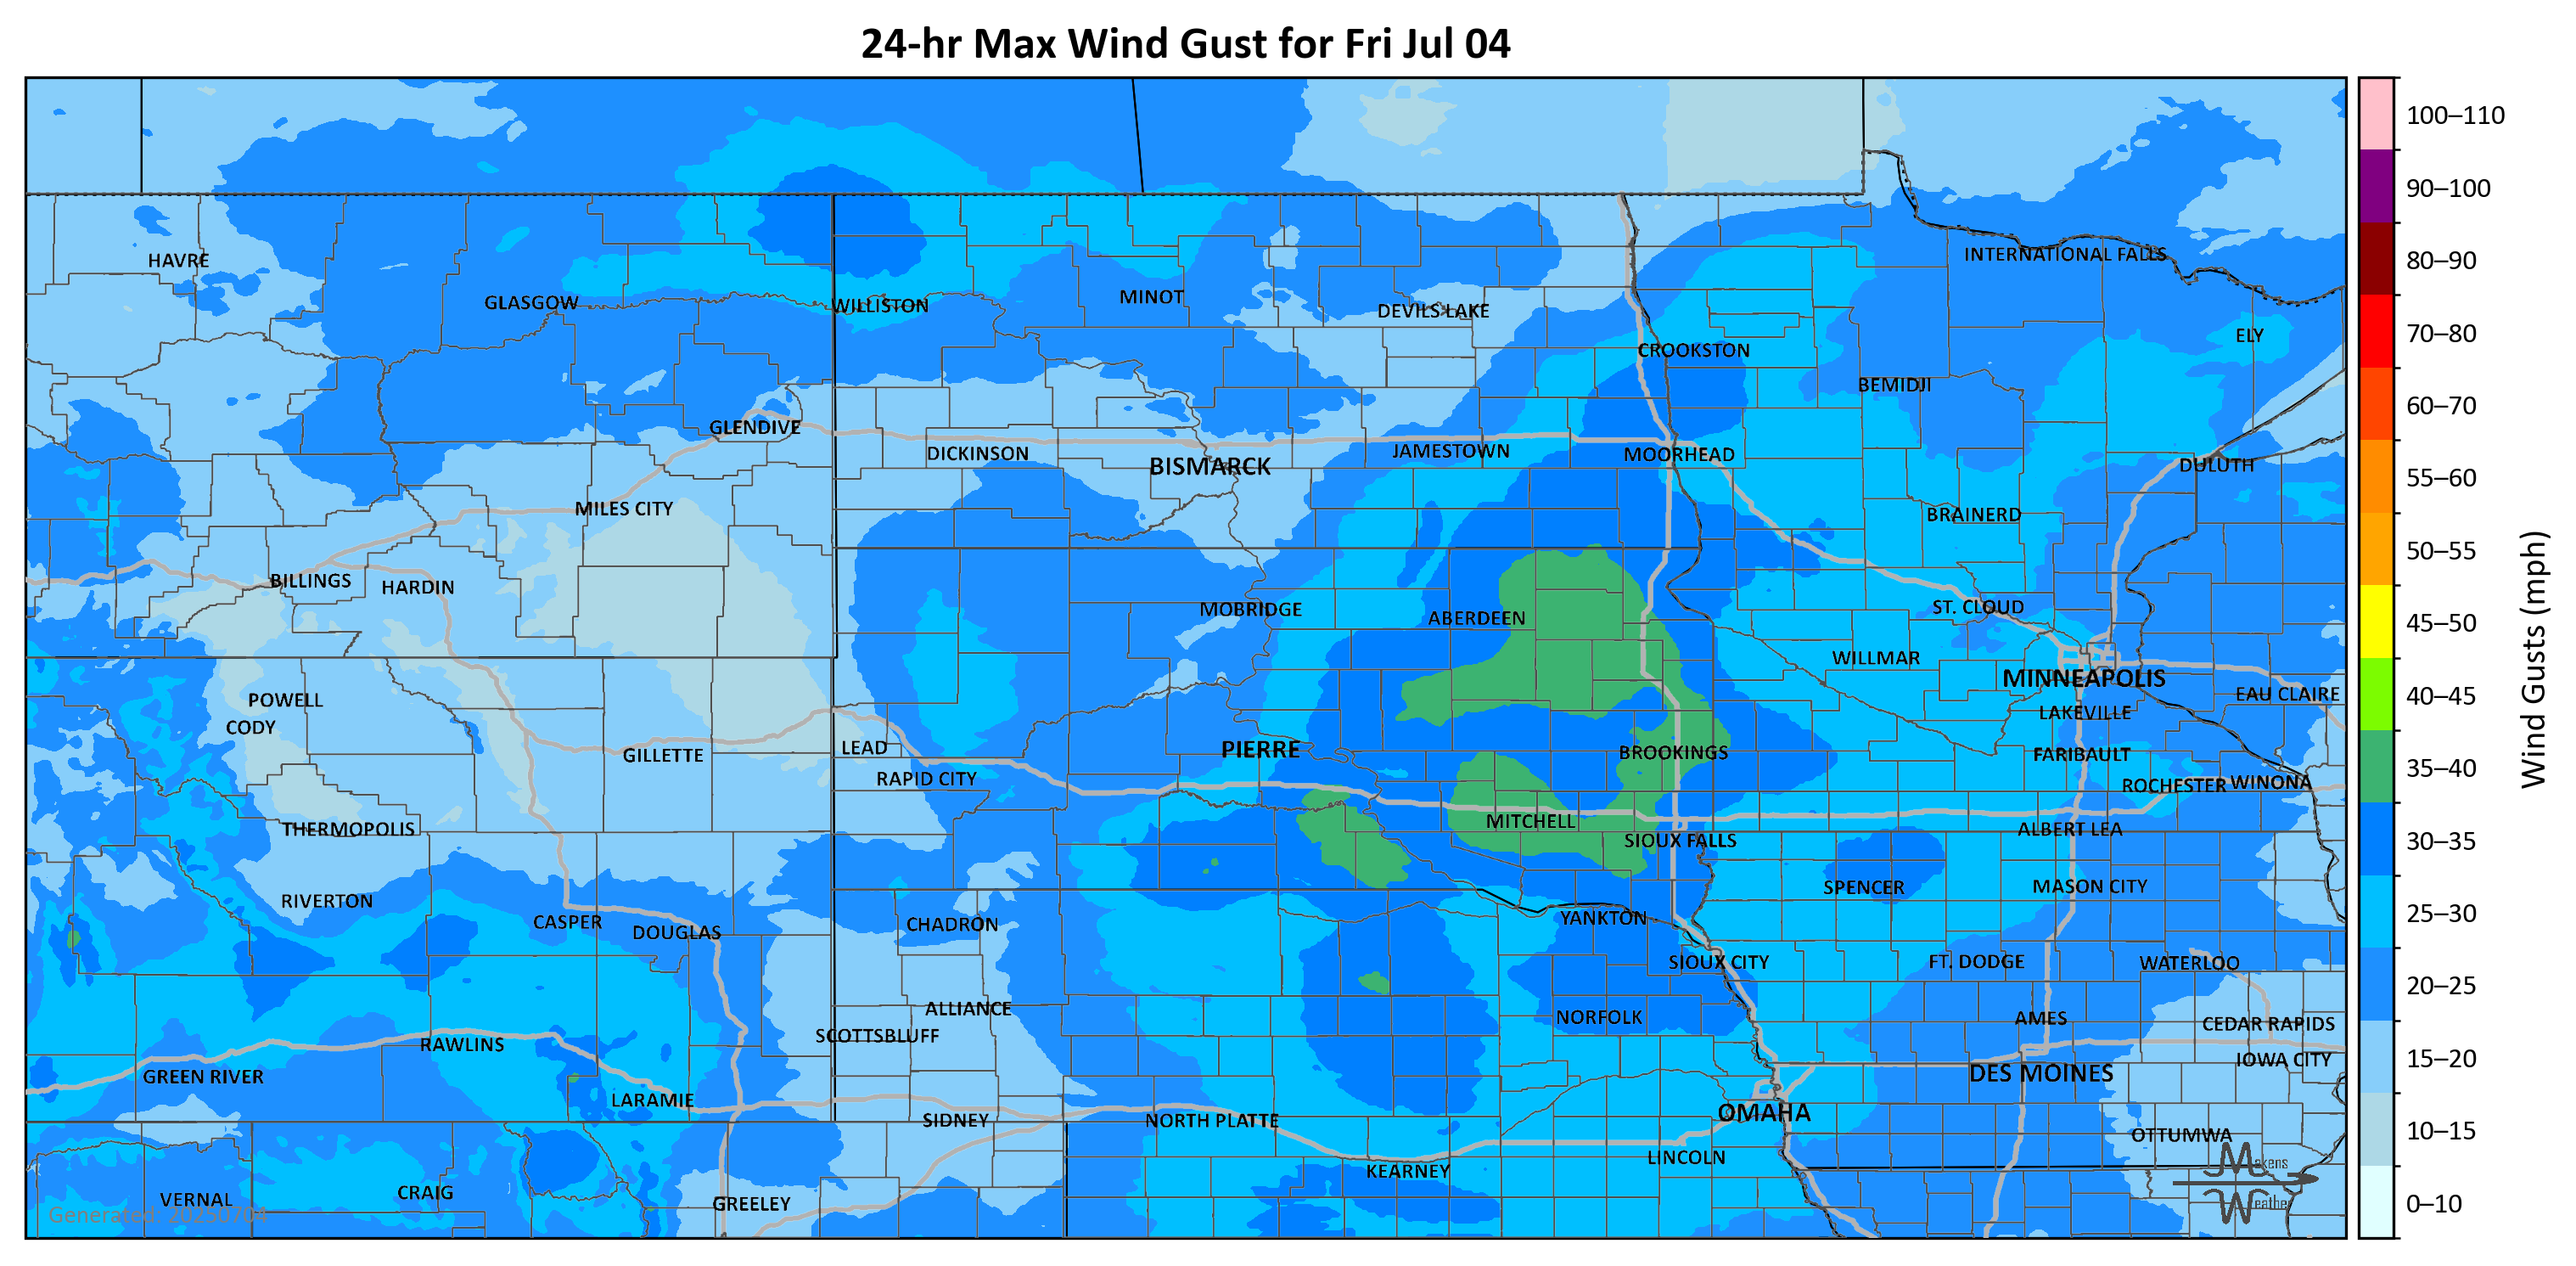 24-hr Max Wind Gust for Fri Jul 04
100–110
90–100
INTERNATIONAL FALLS
HAVRE
80–90
MINOT
GLASGOW
WILLISTON
DEVILS LAKE
70–80
ELY
CROOKSTON
BEMIDJI
60–70
GLENDIVE
DICKINSON
JAMESTOWN
MOORHEAD
BISMARCK
DULUTH
55–60
MILES CITY
BRAINERD
50–55
BILLINGS
HARDIN
MOBRIDGE
ABERDEEN
ST. CLOUD
45–50
WILLMAR
Wind Gusts (mph)
MINNEAPOLIS
EAU CLAIRE
40–45
POWELL
LAKEVILLE
CODY
LEAD
PIERRE
BROOKINGS
GILLETTE
FARIBAULT
35–40
RAPID CITY
ROCHESTER
WINONA
MITCHELL
THERMOPOLIS
ALBERT LEA
SIOUX FALLS
30–35
SPENCER
MASON CITY
RIVERTON
25–30
CASPER
DOUGLAS
CHADRON
YANKTON
SIOUX CITY
FT. DODGE
WATERLOO
20–25
ALLIANCE
NORFOLK
AMES
CEDAR RAPIDS
SCOTTSBLUFF
RAWLINS
IOWA CITY
15–20
GREEN RIVER
DES MOINES
LARAMIE
OMAHA
SIDNEY
NORTH PLATTE
OTTUMWA
10–15
LINCOLN
Makens
KEARNEY
CRAIG
VERNAL
GREELEY
Weather
0–10
Generated: 20250704